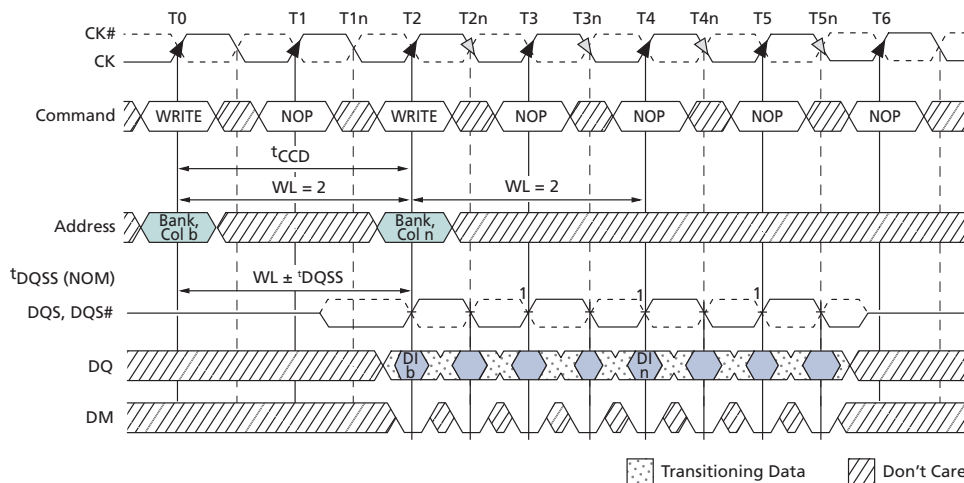 T0 T1 T1n T2 T2n T3 T3n T4 T4n T5 T5n T6
CK#
CK
Command WRITE NOP WRITE NOP NOP NOP NOP
tCCD
WL = 2 WL = 2
Address Bank, Col b Bank, Col n
tDQSS (NOM)
WL ± tDQSS
DQS, DQS# 1 1 1
DQ DI b DI n
DM
Transitioning Data Don't Care